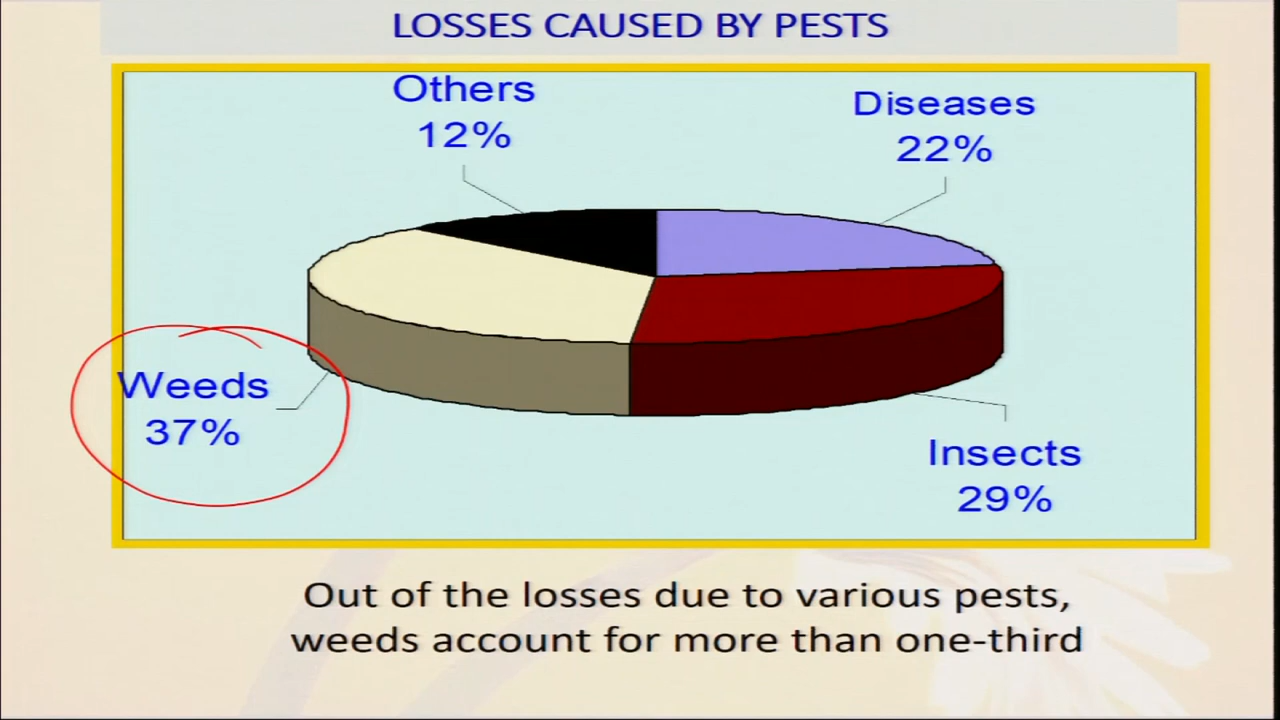 LOSSES CAUSED BY PESTS
Others
12%
Diseases
22%
Weeds
37%
Insects
29%
Out of the losses due to various pests,
weeds account for more than one-third